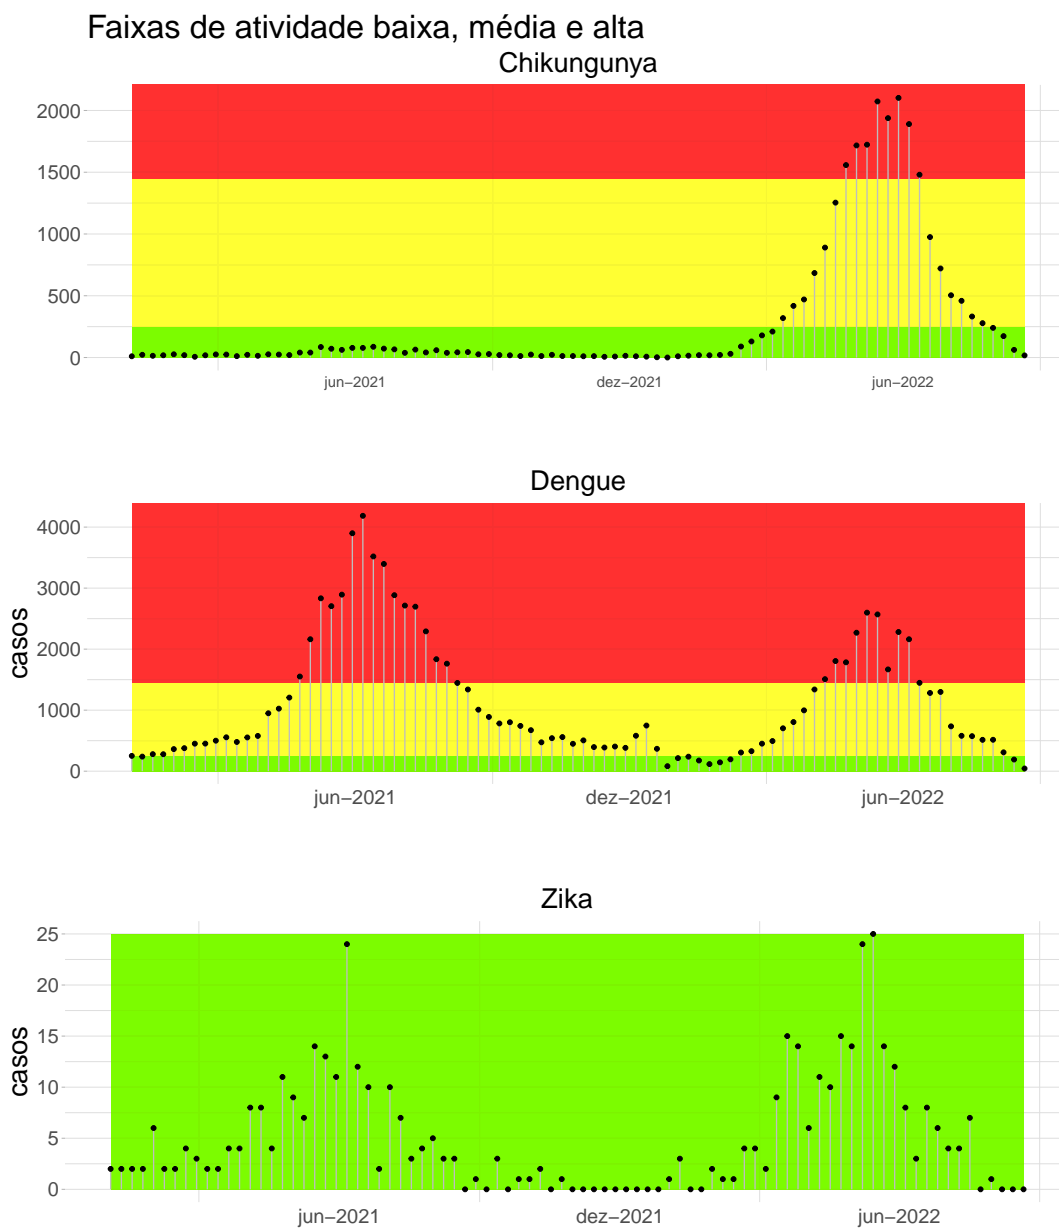 Faixas de atividade baixa, média e alta
Chikungunya
2000
1500
1000
500
0
jun−2021
dez−2021
jun−2022
Dengue
casos
4000
3000
2000
1000
0
jun−2021
dez−2021
jun−2022
Zika
casos
25
20
15
10
5
0
jun−2021
dez−2021
jun−2022